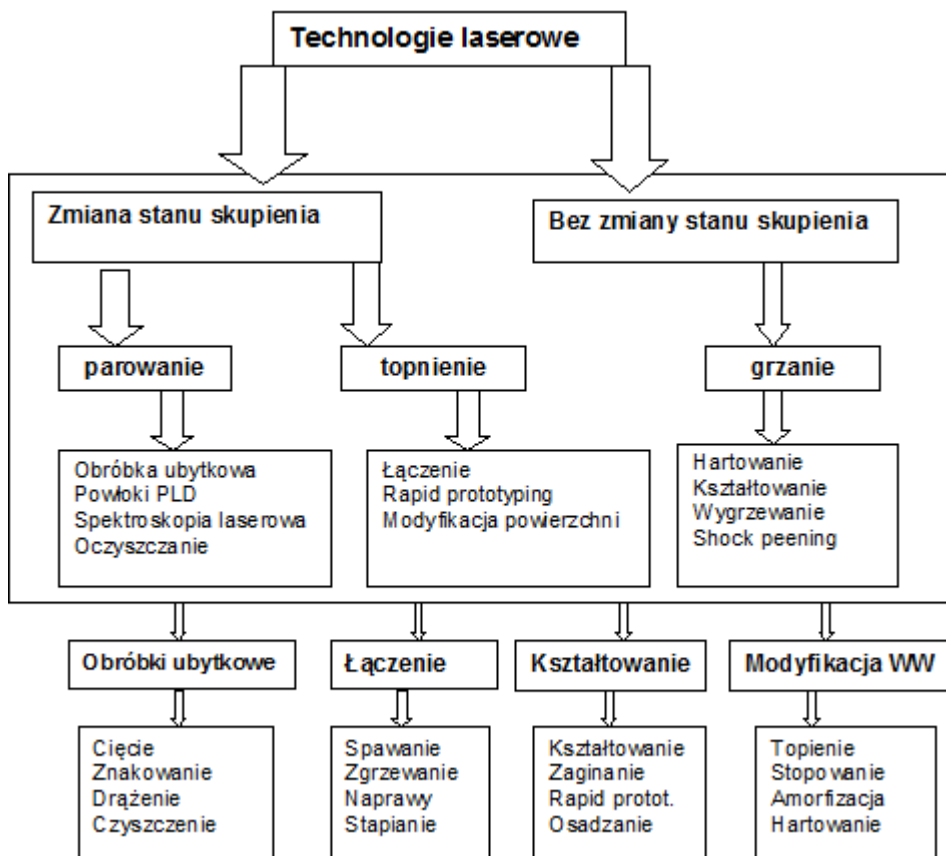 Technologie laserowe
Zmiana stanu skupienia
Bez zmiany stanu skupienia
parowanie
topnienie
grzanie
Obróbka ubytkowa
Powłoki PLD
Spektroskopia laserowa
Oczyszczanie
Łączenie
Rapid prototyping
Modyfikacja powierzchni
Hartowanie
Kształtowanie
Wygrzewanie
Shock peening
Obróbki ubytkowe
Łączenie
Kształtowanie
Modyfikacja WW
Cięcie
Znakowanie
Drążenie
Czyszczenie
Spawanie
Zgrzewanie
Naprawy
Stapianie
Kształtowanie
Zaginanie
Rapid protot.
Osadzanie
Topienie
Stopowanie
Amorfizacja
Hartowanie